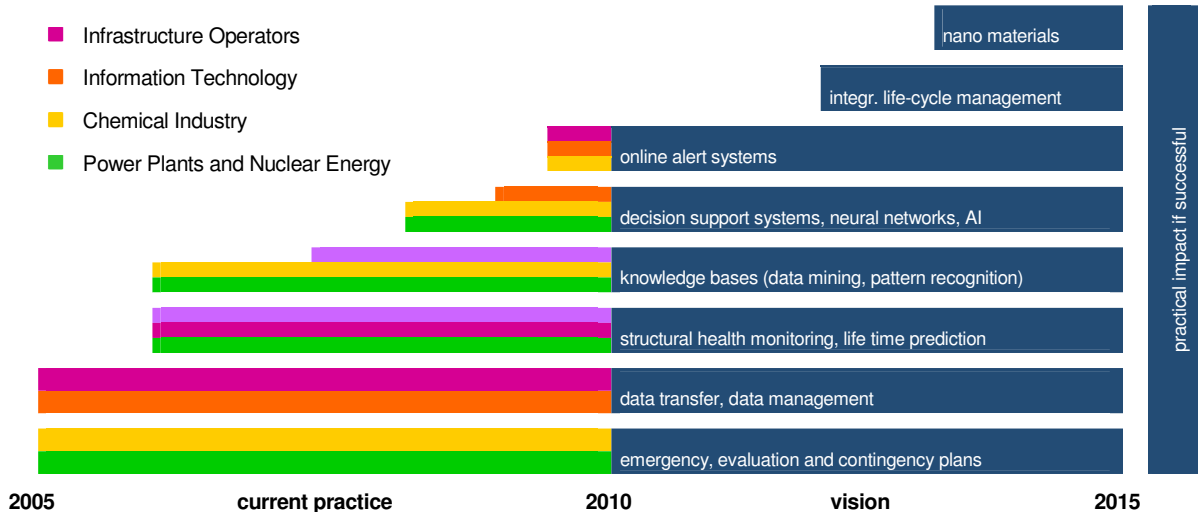 Infrastructure Operators
Information Technology
Chemical Industry
Power Plants and Nuclear Energy
nano materials
integr. life-cycle management
online alert systems
decision support systems, neural networks, AI
knowledge bases (data mining, pattern recognition)
structural health monitoring, life time prediction
data transfer, data management
emergency, evaluation and contingency plans
practical impact if successful
2005 current practice 2010 vision 2015